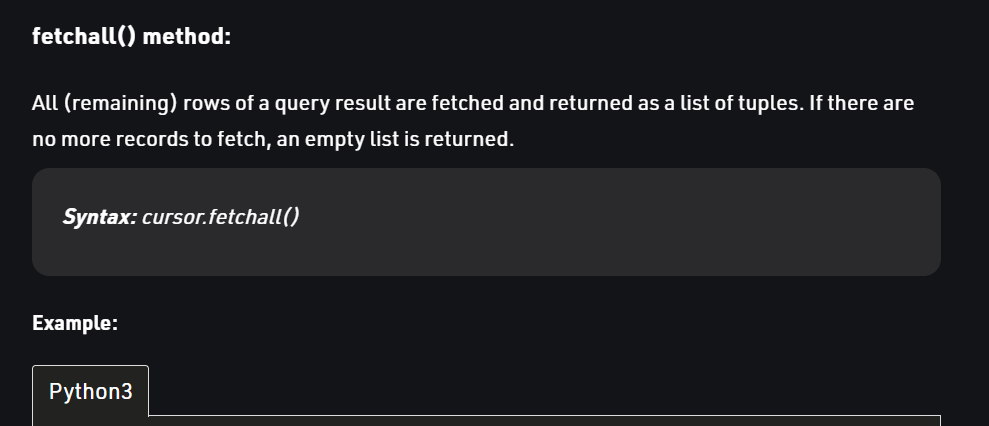 fetchall() method:
All (remaining) rows of a query result are fetched and returned as a list of tuples. If there are
no more records to fetch, an empty list is returned.
Syntax: cursor.fetchall()
Example:
Python3